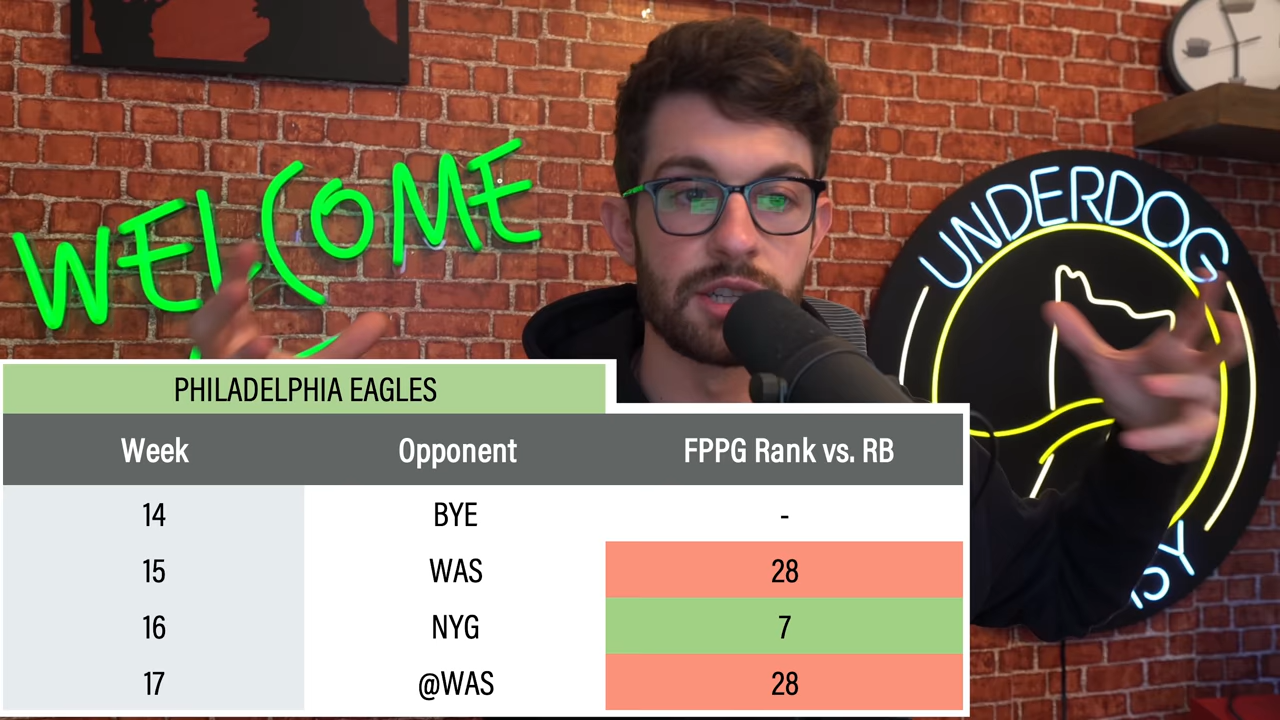 WELCOME
UNDERDOG
PHILADELPHIA EAGLES
Week Opponent FPPG Rank vs. RB
14 BYE -
15 WAS 28
16 NYG 7
17 @WAS 28